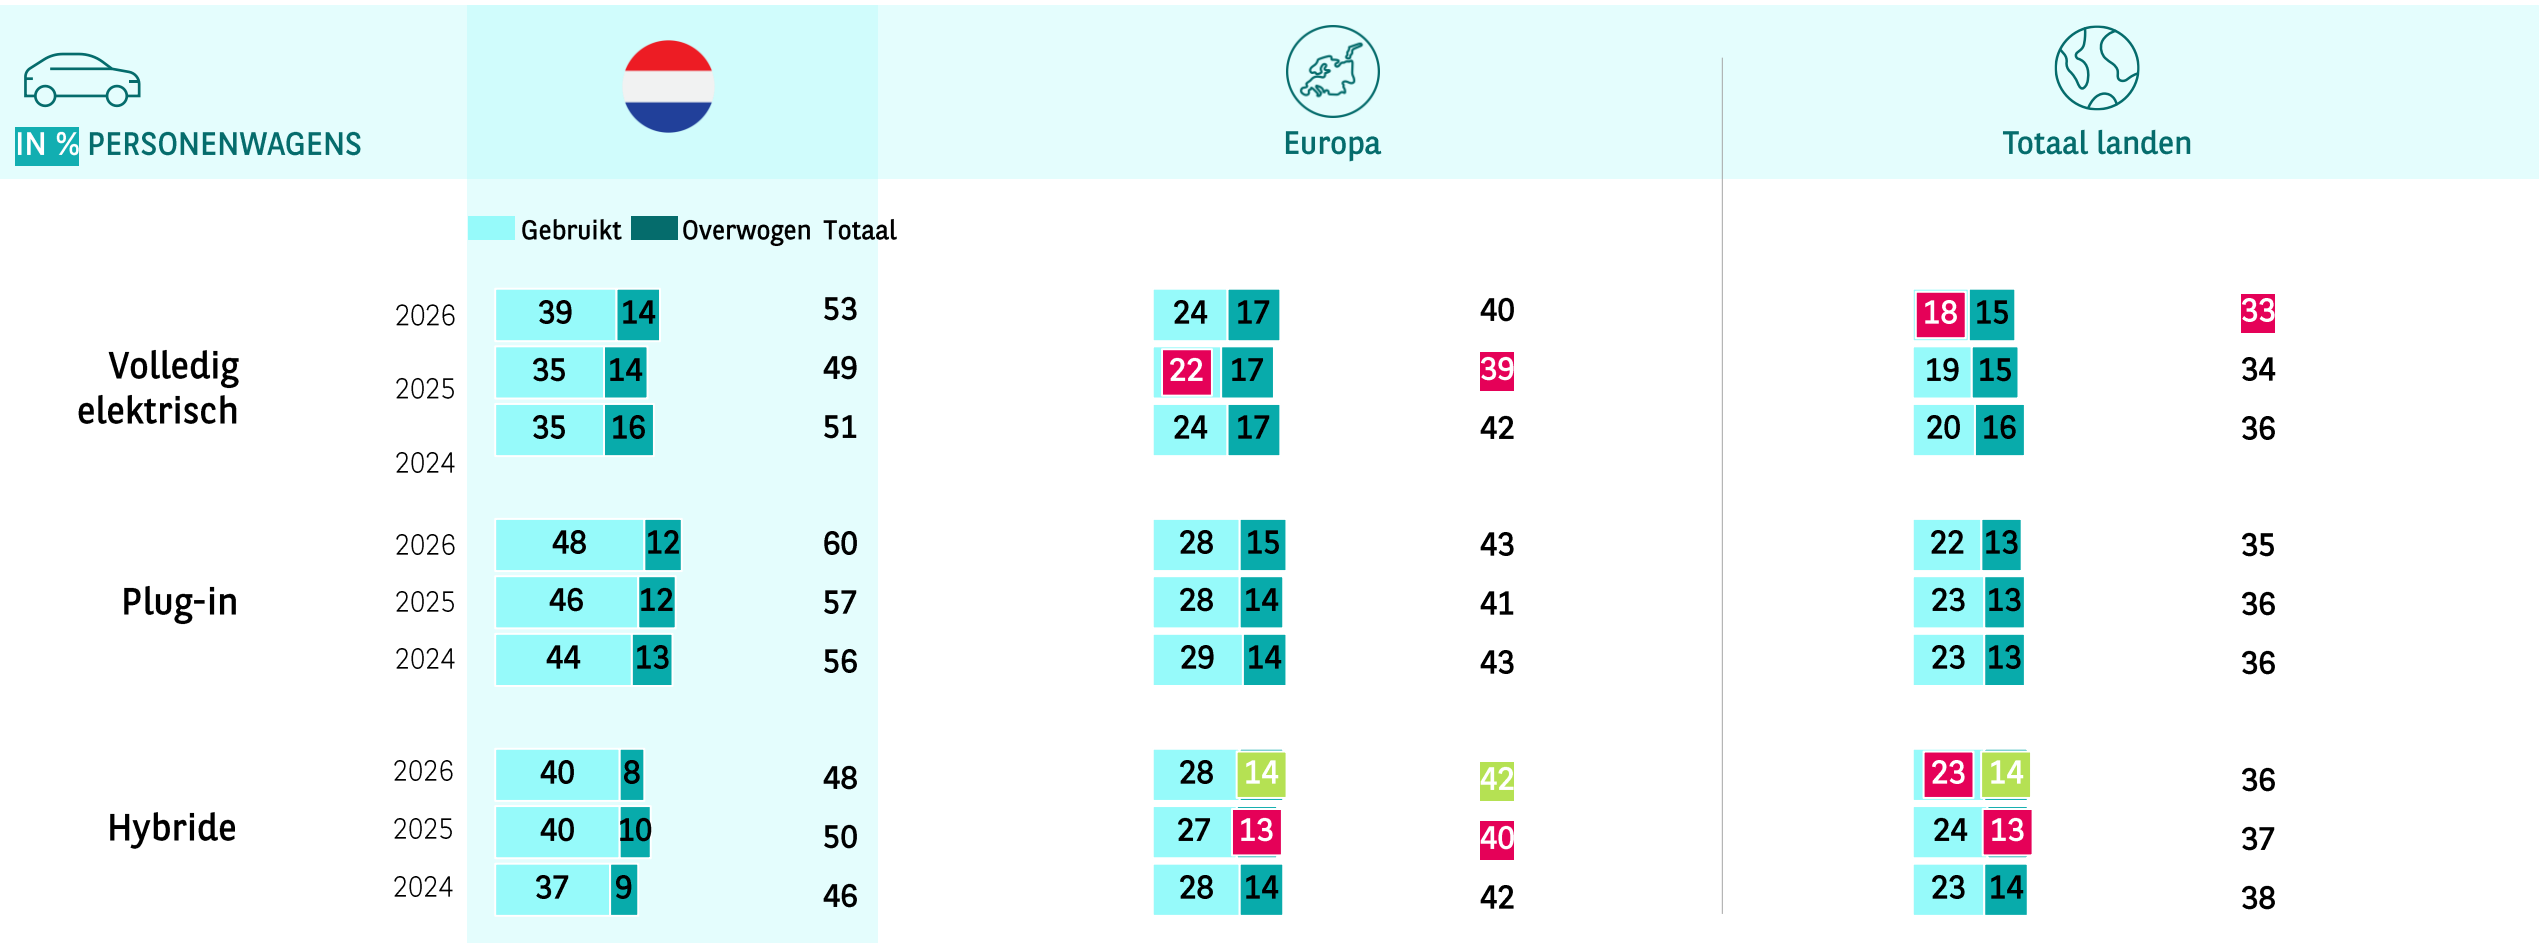 IN % PERSONENWAGENS
Europa
Totaal landen
Gebruikt Overwogen Totaal
Volledig elektrisch
2026 39 14 53 24 17 40 18 15 33
2025 35 14 49 22 17 39 19 15 34
2024 35 16 51 24 17 42 20 16 36
Plug-in
2026 48 12 60 28 15 43 22 13 35
2025 46 12 57 28 14 41 23 13 36
2024 44 13 56 29 14 43 23 13 36
Hybride
2026 40 8 48 28 14 42 23 14 36
2025 40 10 50 27 13 40 24 13 37
2024 37 9 46 28 14 42 23 14 38